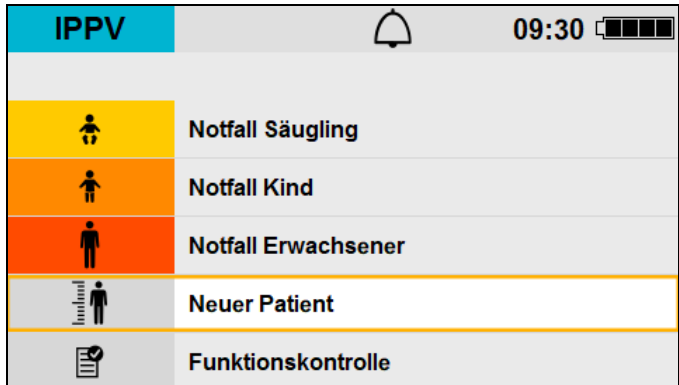 IPPV
09:30
Notfall Säugling
Notfall Kind
Notfall Erwachsener
Neuer Patient
Funktionskontrolle